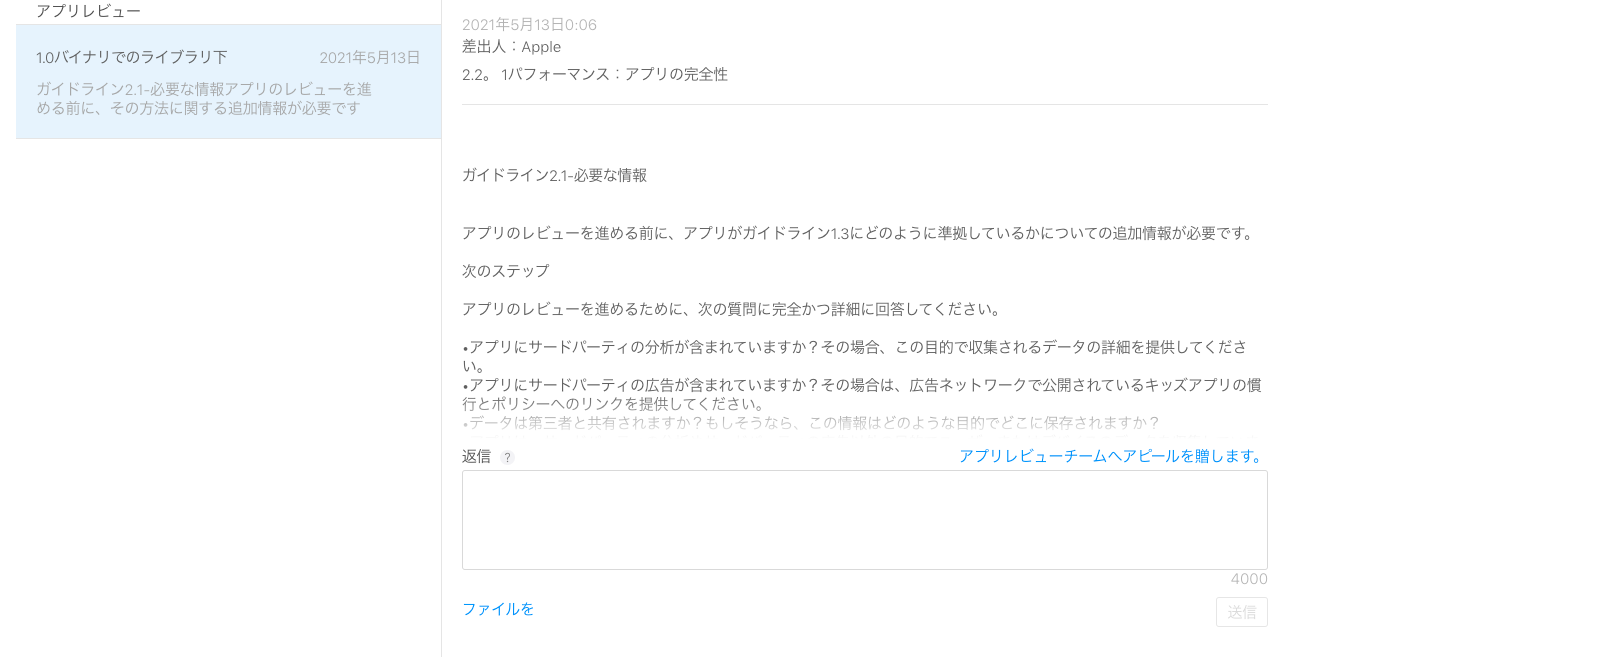 アプリレビュー
1.0バイナリでのライブラリ下 2021年5月13日
ガイドライン2.1-必要な情報アプリのレビューを進
める前に、その方法に関する追加情報が必要です
2021年5月13日0:06
差出人：Apple
2.2。 1パフォーマンス：アプリの完全性
ガイドライン2.1-必要な情報
アプリのレビューを進める前に、アプリがガイドライン1.3にどのように準拠しているかについての追加情報が必要です。
次のステップ
アプリのレビューを進めるために、次の質問に完全かつ詳細に回答してください。
•アプリにサードパーティの分析が含まれていますか？その場合、この目的で収集されるデータの詳細を提供してくださ
い。
•アプリにサードパーティの広告が含まれていますか？その場合は、広告ネットワークで公開されているキッズアプリの慣
行とポリシーへのリンクを提供してください。
•データは第三者と共有されますか？もしそうなら、この情報はどのような目的でどこに保存されますか？
返信 ? アプリレビューチームへアピールを贈します。
4000
ファイルを 送信